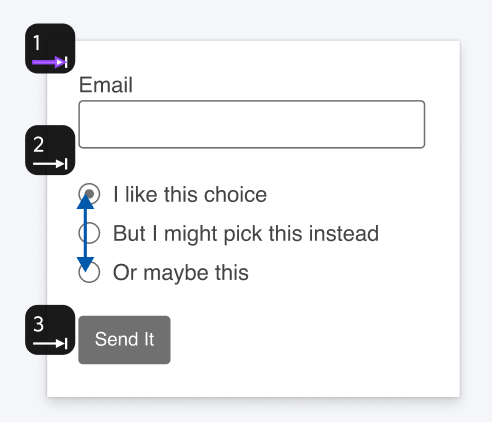 1
Email
2
I like this choice
But I might pick this instead
Or maybe this
3
Send It